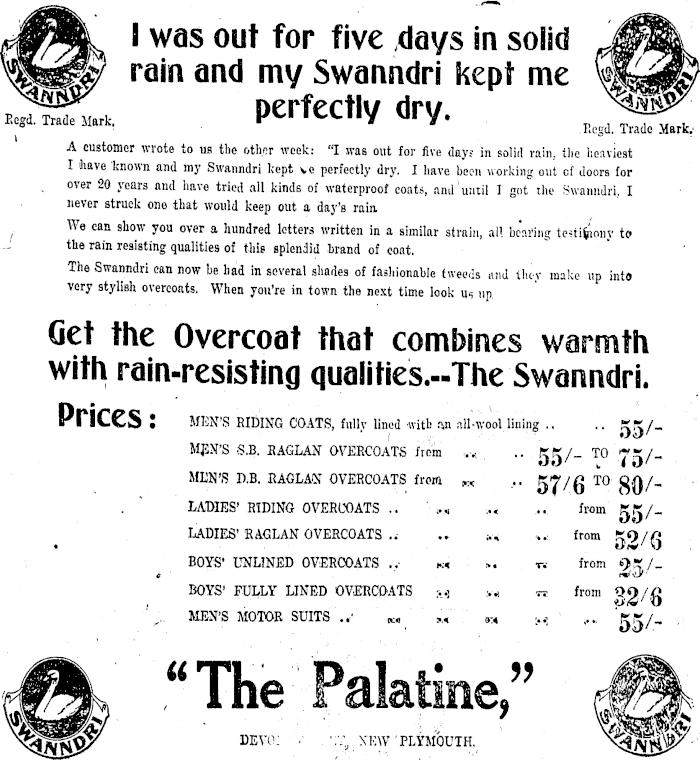 I was out for five days in solid
rain and my Swanndri kept me
perfectly dry.
SWANNDRI
Regd. Trade Mark.
SWANNDRI
Regd. Trade Mark.
A customer wrote to us the other week: "I was out for five days in solid rain, the heaviest
I have known and my Swanndri kept perfectly dry. I have been working out of doors for
over 20 years and have tried all kinds of waterproof coats, and until I got the Swanndri, I
never struck one that would keep out a day's rain
We can show you over a hundred letters written in a similar strain, all bearing testimony to
the rain resisting qualities of this splendid brand of coat.
The Swanndri can now be had in several shades of fashionable tweeds and they make up into
very stylish overcoats. When you're in town the next time look us up
Get the Overcoat that combines warmth
with rain-resisting qualities.--The Swanndri.
Prices:
MEN'S RIDING COATS, fully lined with an all-wool lining .. .. 55/-
MEN'S S.B. RAGLAN OVERCOATS from .. .. 55/- TO 75/-
MEN'S D.B. RAGLAN OVERCOATS from .. .. 57/6 TO 80/-
LADIES' RIDING OVERCOATS .. .. .. .. from 55/-
LADIES' RAGLAN OVERCOATS .. .. .. .. from 52/6
BOYS' UNLINED OVERCOATS .. .. .. .. from 25/-
BOYS' FULLY LINED OVERCOATS .. .. .. from 32/6
MEN'S MOTOR SUITS .. .. .. .. .. .. 55/-
"The Palatine,"
NEW PLYMOUTH.
SWANNDRI
SWANNDRI